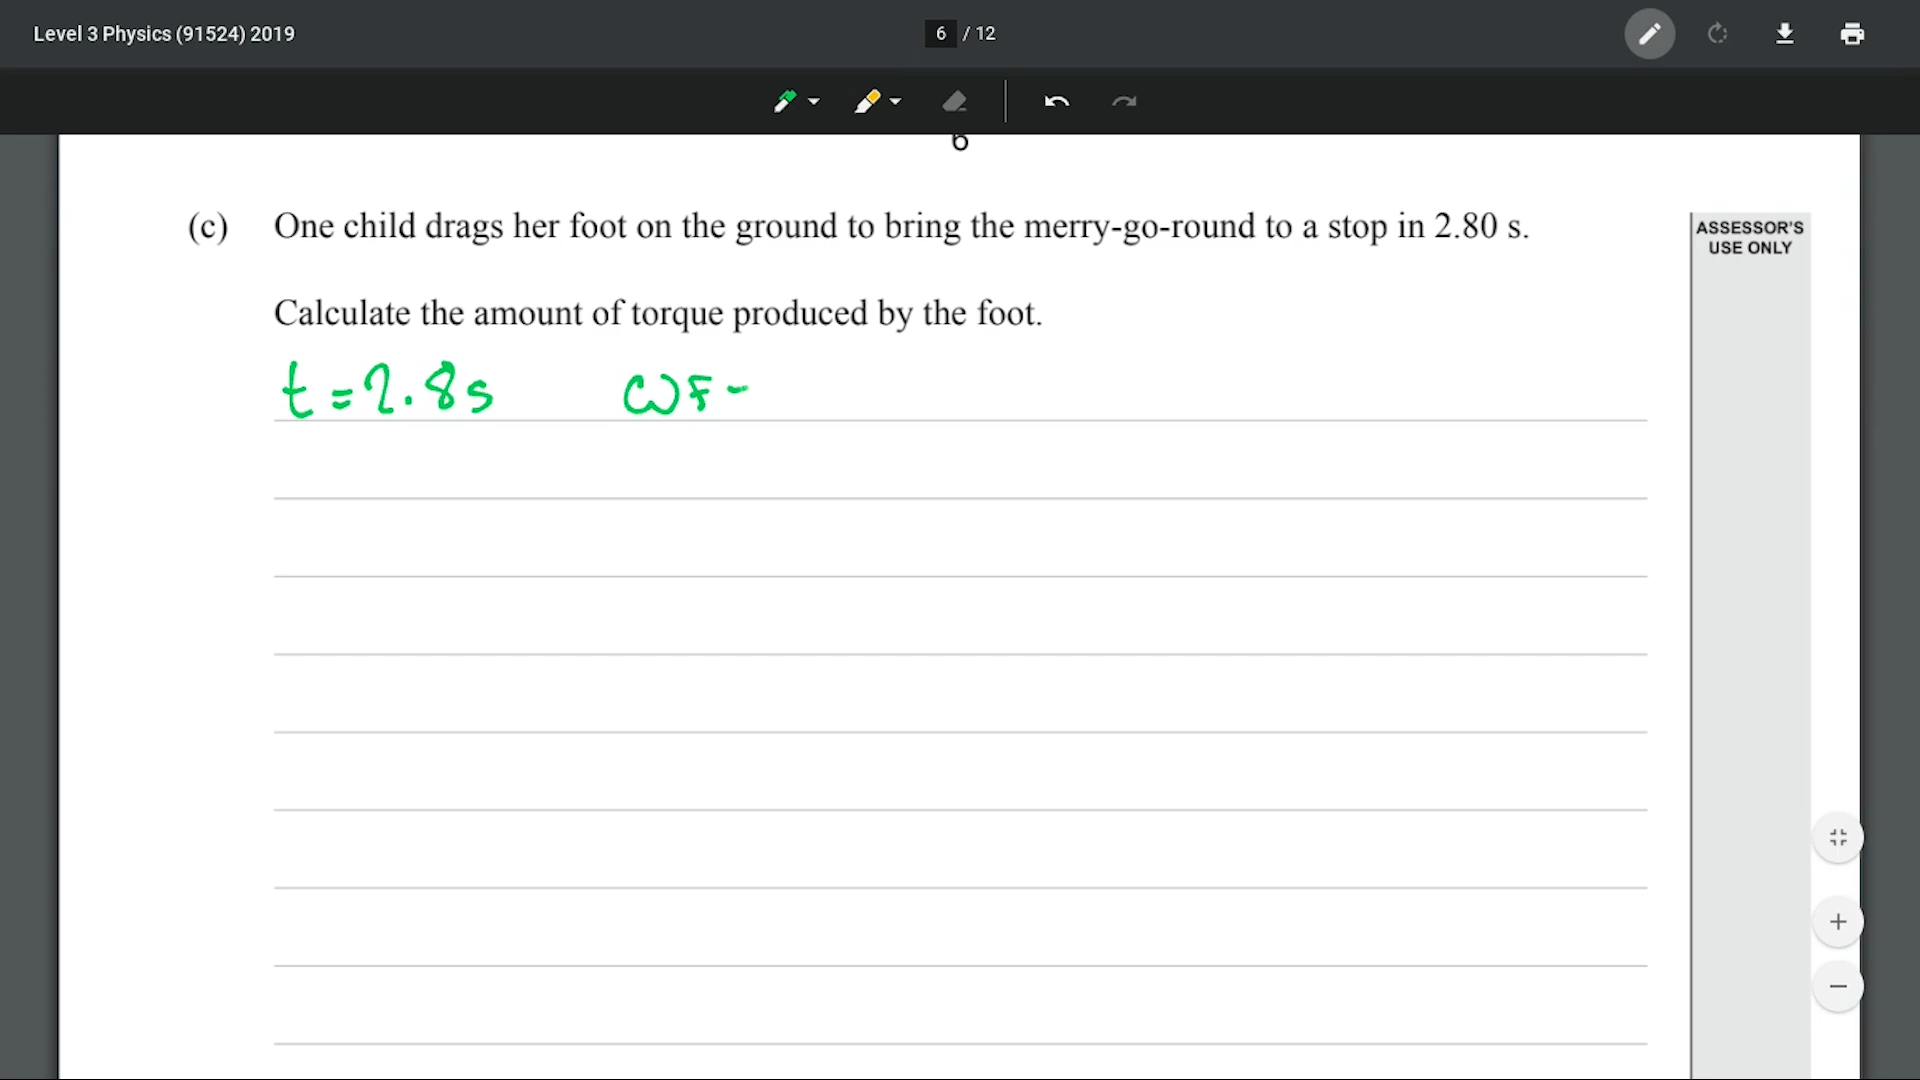 Level 3 Physics (91524) 2019
6 / 12
6
(c) One child drags her foot on the ground to bring the merry-go-round to a stop in 2.80 s.
ASSESSOR'S
USE ONLY
Calculate the amount of torque produced by the foot.
t = 2.8s ωf -